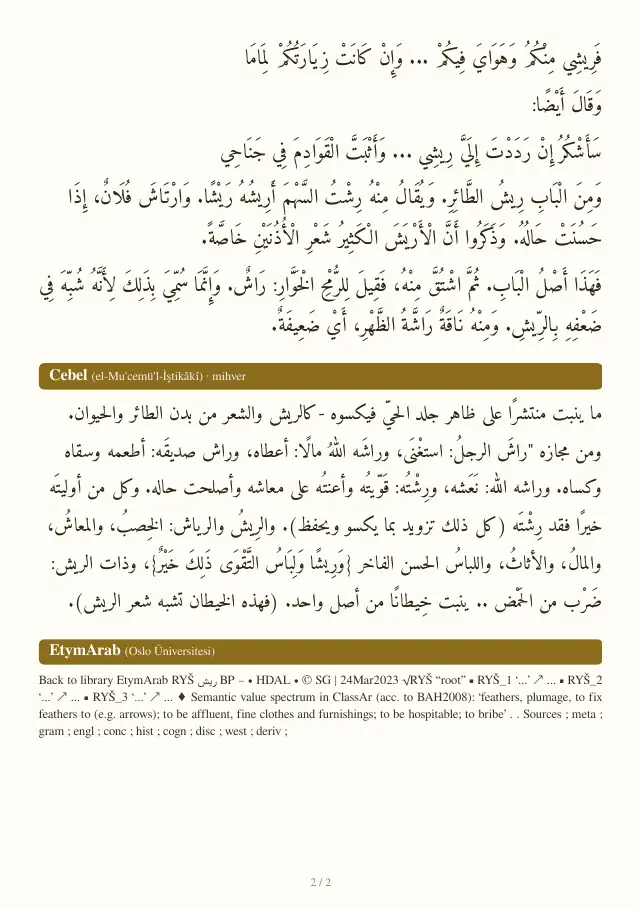 فَرِيشِي مِنْكُمُ وَهَوَايَ فِيكُمْ ... وَإِنْ كَانَتْ زِيَارَتُكُمْ لِمَامَا
وَقَالَ أَيْضًا:
سَأَشْكُرُ إِنْ رَدَدْتَ إِلَيَّ رِيشِي ... وَأَثْبَتَّ الْقَوَادِمَ فِي جَنَاحِي
وَمِنَ الْبَابِ رِيشُ الطَّائِرِ. وَيُقَالُ مِنْهُ رِشْتُ السَّهْمَ أَرِيشُهُ رَيْشًا. وَارْتَاشَ فُلَانٌ، إِذَا
حَسُنَتْ حَالُهُ. وَذَكَرُوا أَنَّ الْأَرْيَشَ الْكَثِيرُ شَعْرِ الْأُذُنَيْنِ خَاصَّةً.
فَهَذَا أَصْلُ الْبَابِ. ثُمَّ اشْتُقَّ مِنْهُ، فَقِيلَ لِلرُّمْحِ الْخَوَّارِ: رَاشٌ. وَإِنَّمَا سُمِّيَ بِذَلِكَ لِأَنَّهُ شُبِّهَ فِي
ضَعْفِهِ بِالرِّيشِ. وَمِنْهُ نَاقَةٌ رَاشَّةُ الظَّهْرِ، أَيْ ضَعِيفَةٌ.
Cebel (el-Mu'cemü'l-İştikâkî) · mihver
ما ينبت منتشرًا على ظاهر جلد الحيّ فيكسوه - كالريش والشعر من بدن الطائر والحيوان.
ومن مجازه "راشَ الرجلُ: استغْنَى، وراشَه اللهُ مالًا: أعطاه، وراش صديقَه: أطعمه وسقاه
وكساه. وراشه الله: نَعَشه، ورِشْتُه: قَوّيتُه وأعنتُه على معاشه وأصلحت حاله. وكل من أوليتَه
خيرًا فقد رِشْتَه (كل ذلك تزويد بما يكسو ويحفظ). والرِيشُ والرياش: الخِصبُ، والمعاشُ،
والمالُ، والأثاثُ، واللباسُ الحسن الفاخر {وَرِيشًا وَلِبَاسُ التَّقْوَى ذَلِكَ خَيْرٌ}، وذات الريش:
ضَرْب من الحَمْض .. ينبت خِيطانًا من أصل واحد. (فهذه الخيطان تشبه شعر الريش).
EtymArab (Oslo Üniversitesi)
Back to library EtymArab RYŠ ريش BP – • HDAL • © SG | 24Mar2023 √RYŠ “root” ▪ RYŠ_1 ‘...’ ↗ ... ▪ RYŠ_2
‘...’ ↗ ... ▪ RYŠ_3 ‘...’ ↗ ... ♦ Semantic value spectrum in ClassAr (acc. to BAH2008): ‘feathers, plumage, to fix
feathers to (e.g. arrows); to be affluent, fine clothes and furnishings; to be hospitable; to bribe’ . . Sources ; meta ;
gram ; engl ; conc ; hist ; cogn ; disc ; west ; deriv ;
2 / 2